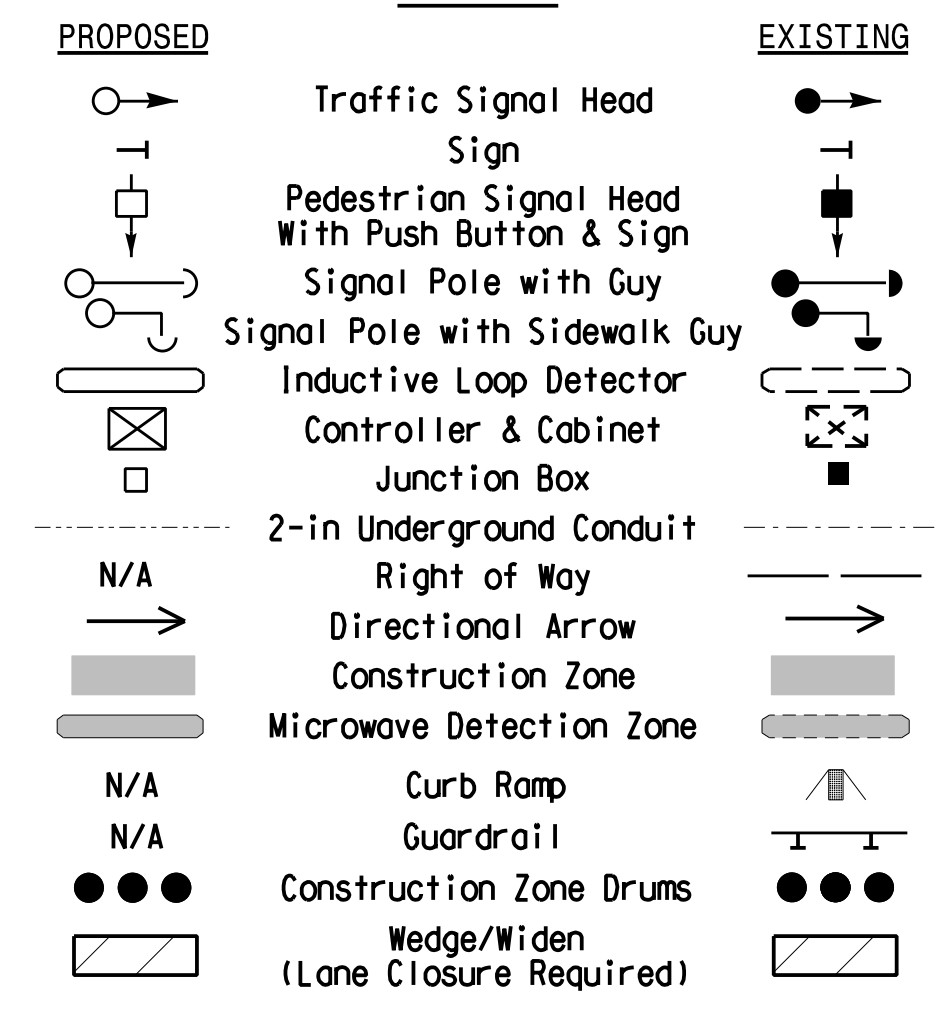 PROPOSED EXISTING
Traffic Signal Head
Sign
Pedestrian Signal Head
With Push Button & Sign
Signal Pole with Guy
Signal Pole with Sidewalk Guy
Inductive Loop Detector
Controller & Cabinet
Junction Box
2-in Underground Conduit
N/A Right of Way
Directional Arrow
Construction Zone
Microwave Detection Zone
N/A Curb Ramp
N/A Guardrail
Construction Zone Drums
Wedge/Widen
(Lane Closure Required)